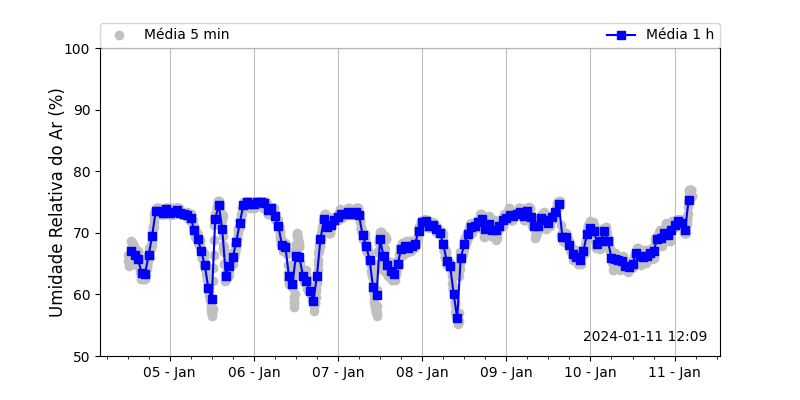 Média 5 min
Média 1 h
Umidade Relativa do Ar (%)
100
90
80
70
60
50
2024-01-11 12:09
05 - Jan
06 - Jan
07 - Jan
08 - Jan
09 - Jan
10 - Jan
11 - Jan